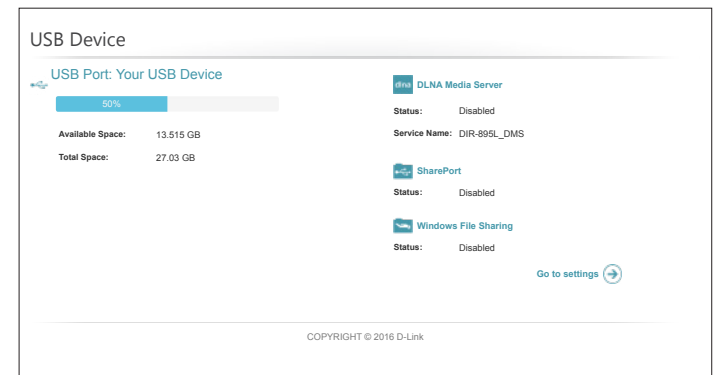 USB Device
USB Port: Your USB Device
50%
Available Space: 13.515 GB
Total Space: 27.03 GB
dlna DLNA Media Server
Status: Disabled
Service Name: DIR-895L_DMS
SharePort
Status: Disabled
Windows File Sharing
Status: Disabled
Go to settings
COPYRIGHT © 2016 D-Link